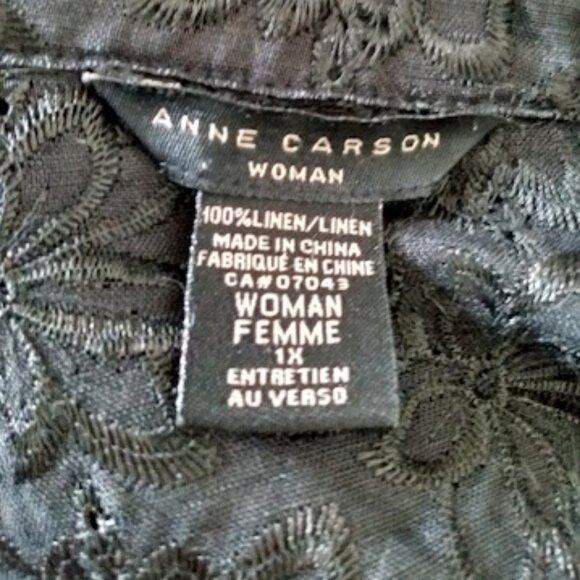 ANNE CARSON
WOMAN
100%LINEN/LINEN
MADE IN CHINA
FABRIQUÉ EN CHINE
CA#07043
WOMAN
FEMME
1X
ENTRETIEN
AU VERSO